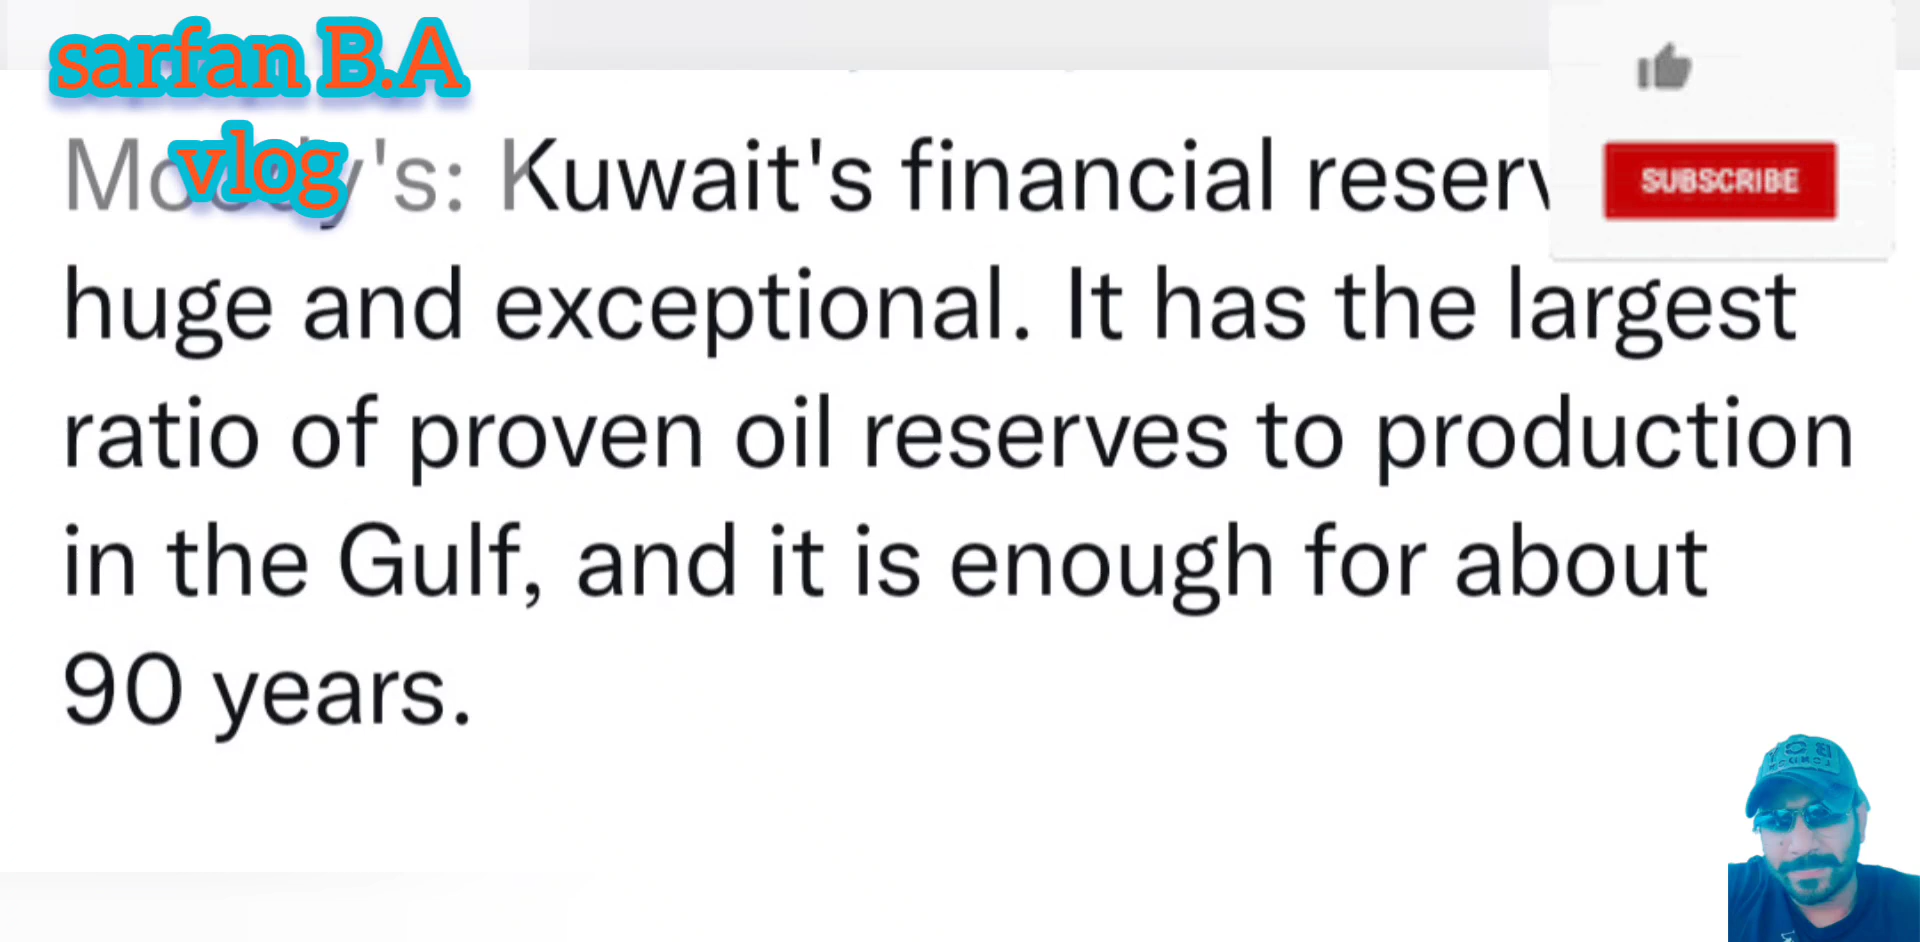 sarfan B.A
vlog
Kuwait's financial
huge and exceptional. It has the largest
ratio of proven oil reserves to production
in the Gulf, and it is enough for about
90 years.
SUBSCRIBE